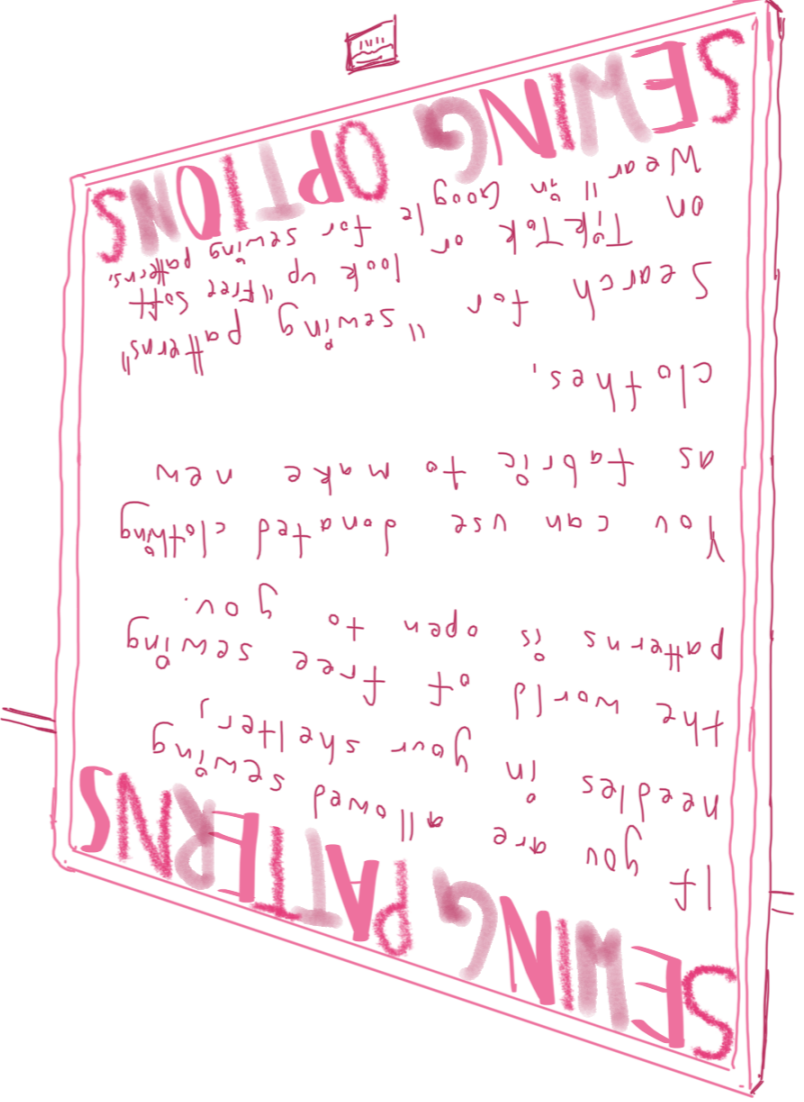 SEWING PATTERNS
If you are allowed sewing
needles in your shelter,
the world of free sewing
patterns is open to you.
You can use donated clothing
as fabric to make new
clothes.
Search for "sewing patterns"
on TikTok or look up "Free Soft
Wear" in Google for sewing patterns.
SEWING OPTIONS